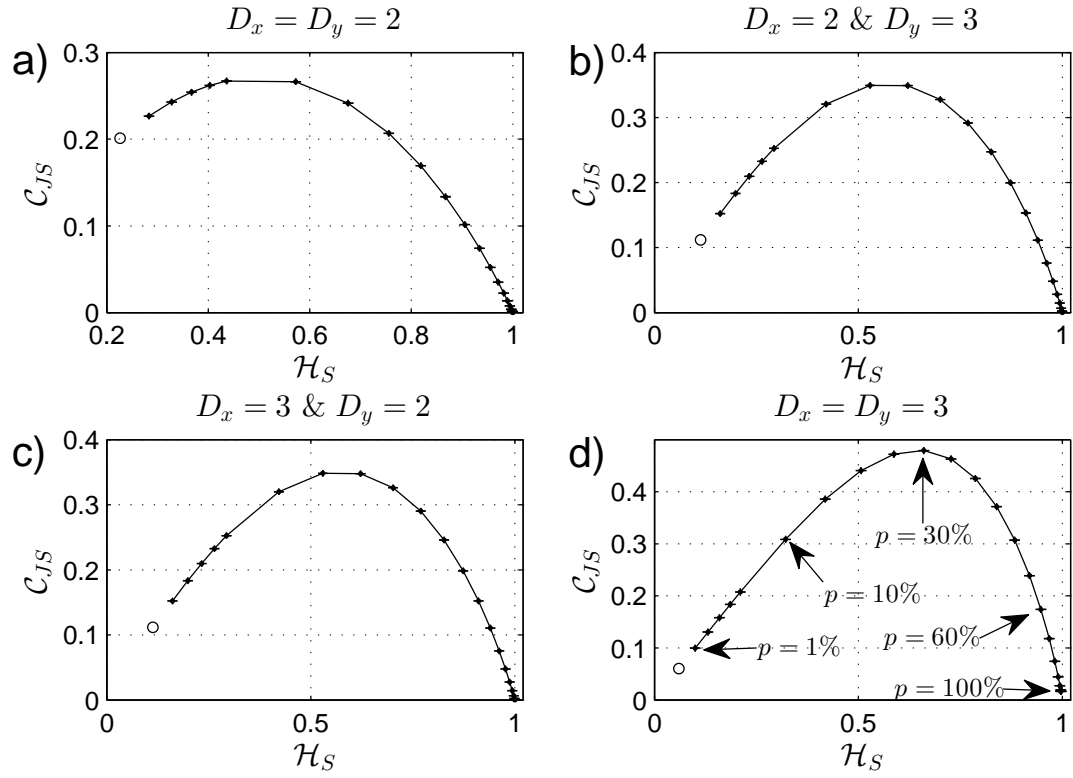 D_x = D_y = 2
a)
0.3
0.2
0.1
0
C_JS
0.2 0.4 0.6 0.8 1
H_S
D_x = 2 & D_y = 3
b)
0.4
0.3
0.2
0.1
0
C_JS
0 0.5 1
H_S
D_x = 3 & D_y = 2
c)
0.4
0.3
0.2
0.1
0
C_JS
0 0.5 1
H_S
D_x = D_y = 3
d)
0.4
0.3
0.2
0.1
0
C_JS
p = 30%
p = 10%
p = 60%
p = 1%
p = 100%
0 0.5 1
H_S